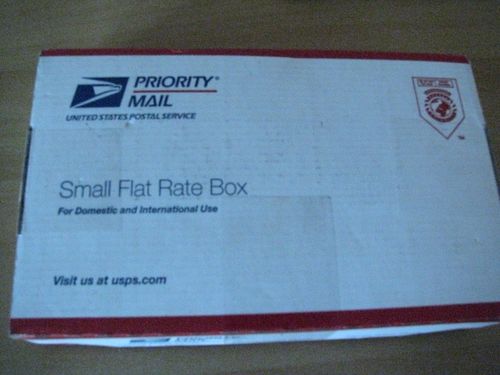 PRIORITY®
MAIL
UNITED STATES POSTAL SERVICE
Small Flat Rate Box
For Domestic and International Use
Visit us at usps.com